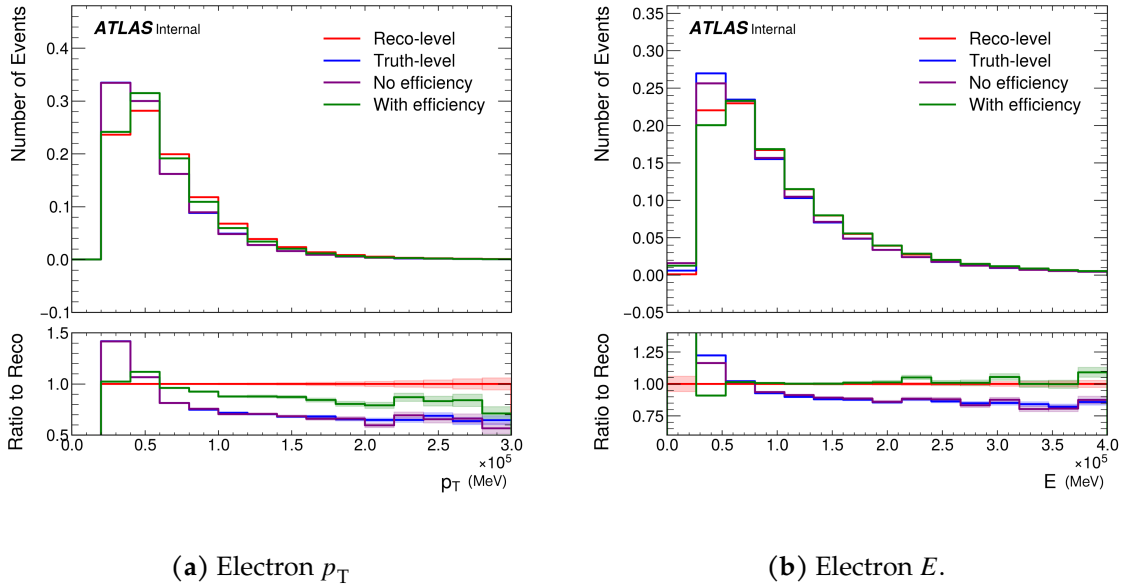 ATLAS Internal
Reco-level
Truth-level
No efficiency
With efficiency
Number of Events
0.4
0.3
0.2
0.1
0.0
−0.1
Ratio to Reco
1.5
1.0
0.5
0.0 0.5 1.0 1.5 2.0 2.5 3.0
×10⁵
p_T (MeV)
(a) Electron p_T
ATLAS Internal
Reco-level
Truth-level
No efficiency
With efficiency
Number of Events
0.35
0.30
0.25
0.20
0.15
0.10
0.05
0.00
−0.05
Ratio to Reco
1.25
1.00
0.75
0.0 0.5 1.0 1.5 2.0 2.5 3.0 3.5 4.0
×10⁵
E (MeV)
(b) Electron E.